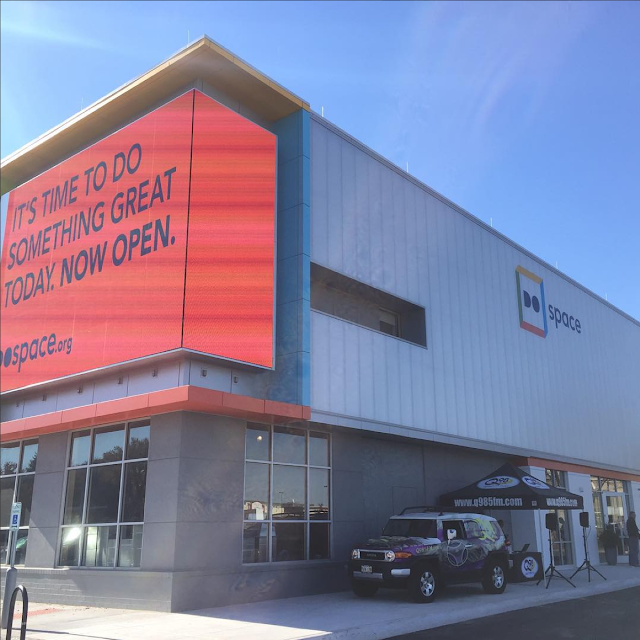 IT'S TIME TO DO
SOMETHING GREAT
TODAY. NOW OPEN.
DOspace.org
DO space
www.q985fm.com